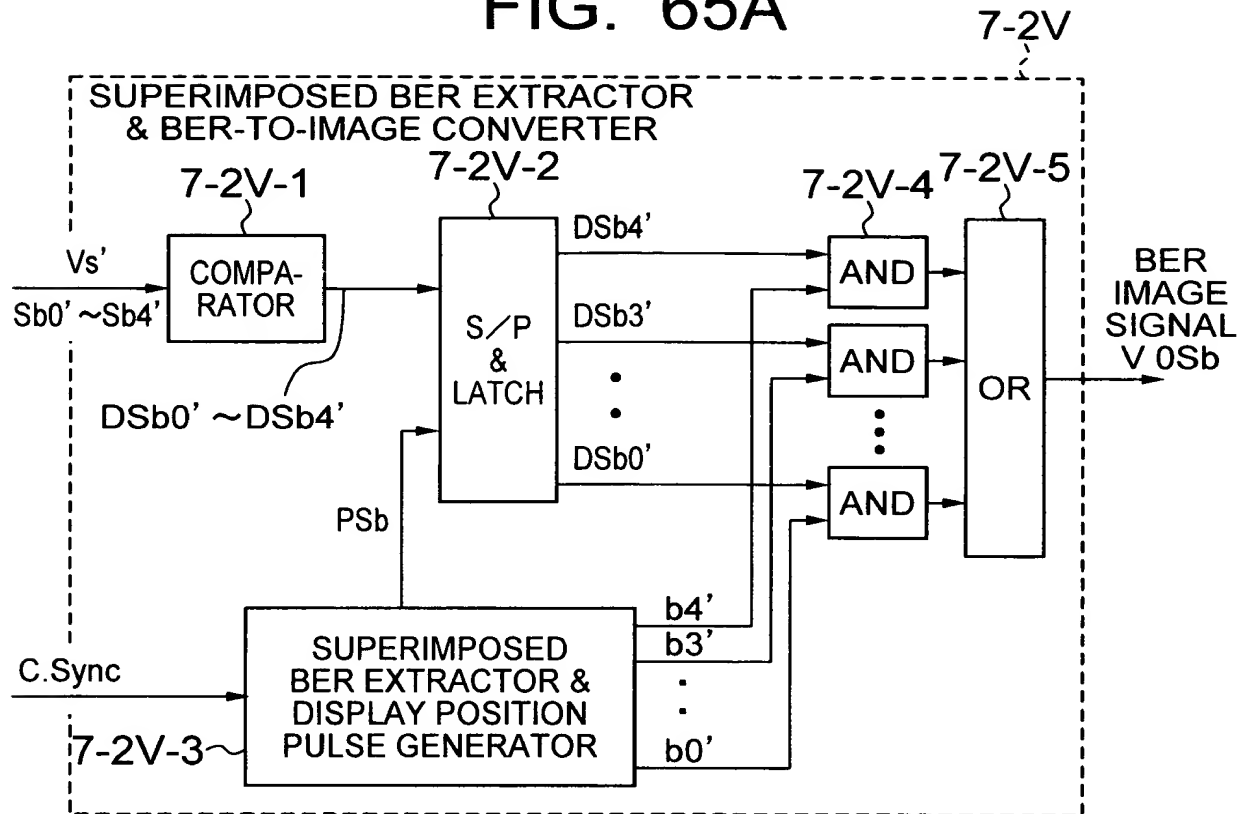 FIG. 65A
7-2V
SUPERIMPOSED BER EXTRACTOR
& BER-TO-IMAGE CONVERTER
7-2V-1
7-2V-2
7-2V-4
7-2V-5
Vs'
Sb0' ~Sb4'
COMPA-
RATOR
DSb0' ~DSb4'
S/P
&
LATCH
DSb4'
DSb3'
DSb0'
AND
AND
AND
OR
BER
IMAGE
SIGNAL
V 0Sb
PSb
C.Sync
SUPERIMPOSED
BER EXTRACTOR &
DISPLAY POSITION
PULSE GENERATOR
7-2V-3
b4'
b3'
b0'